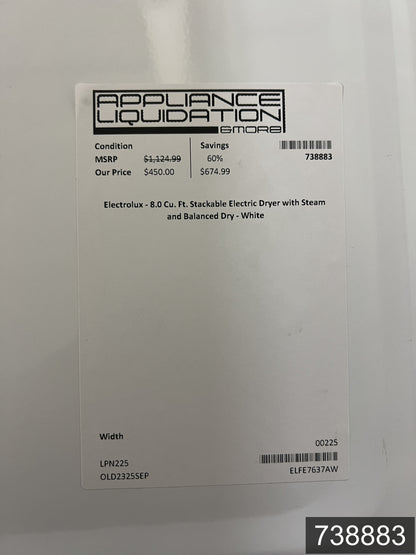 APPLIANCE
LIQUIDATION
&MORE
Condition Savings
MSRP $1,124.99 60% 738883
Our Price $450.00 $674.99
Electrolux - 8.0 Cu. Ft. Stackable Electric Dryer with Steam
and Balanced Dry - White
Width
00225
LPN225
OLD2325SEP ELFE7637AW
738883